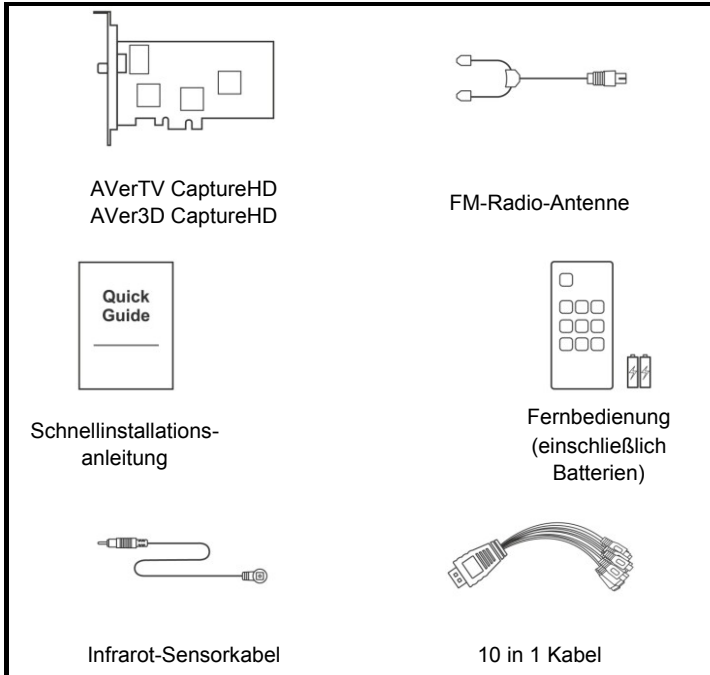 AVerTV CaptureHD
AVer3D CaptureHD
FM-Radio-Antenne
Quick
Guide
Schnellinstallations-
anleitung
Fernbedienung
(einschließlich
Batterien)
Infrarot-Sensorkabel
10 in 1 Kabel